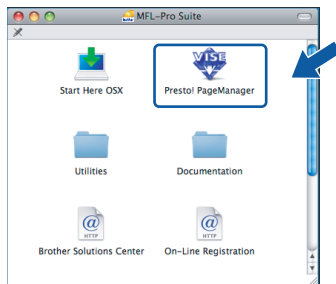 MFL-Pro Suite
VISE
Start Here OSX
Presto! PageManager
Utilities
Documentation
@
HTTP
@
HTTP
Brother Solutions Center
On-Line Registration